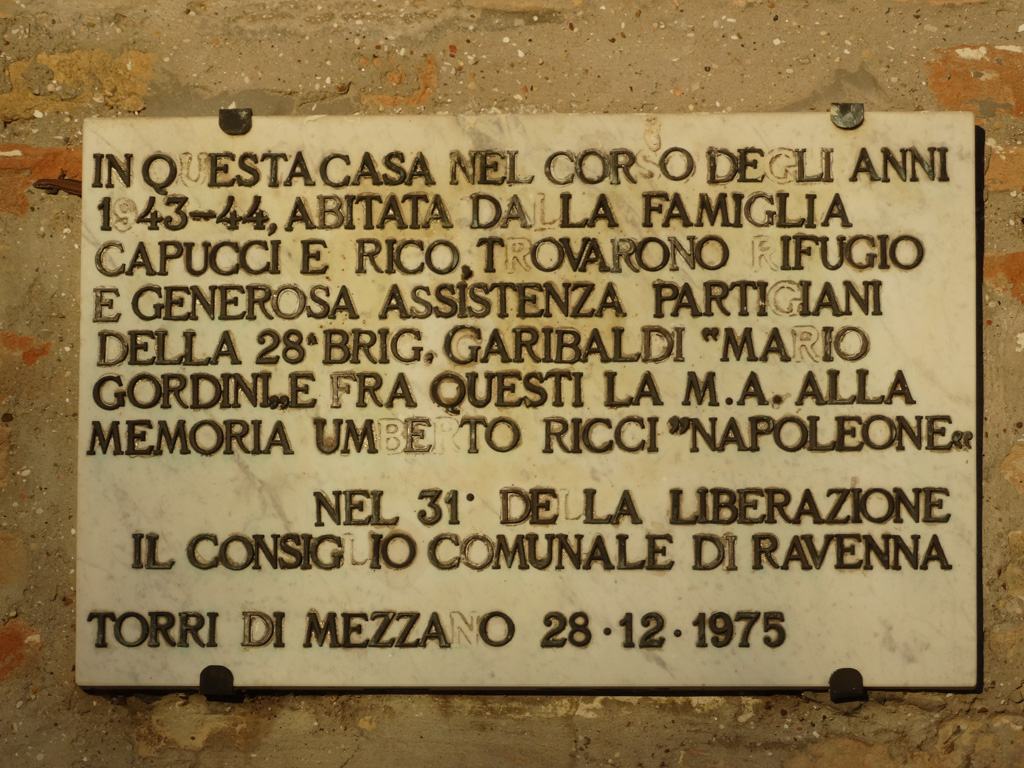 IN QUESTA CASA NEL CORSO DEGLI ANNI
1943-44, ABITATA DALLA FAMIGLIA
CAPUCCI E RICO, TROVARONO RIFUGIO
E GENEROSA ASSISTENZA PARTIGIANI
DELLA 28ª BRIG. GARIBALDI "MARIO
GORDINI„E FRA QUESTI LA M.A. ALLA
MEMORIA UMBERTO RICCI "NAPOLEONE"
NEL 31° DELLA LIBERAZIONE
IL CONSIGLIO COMUNALE DI RAVENNA
TORRI DI MEZZANO 28·12·1975